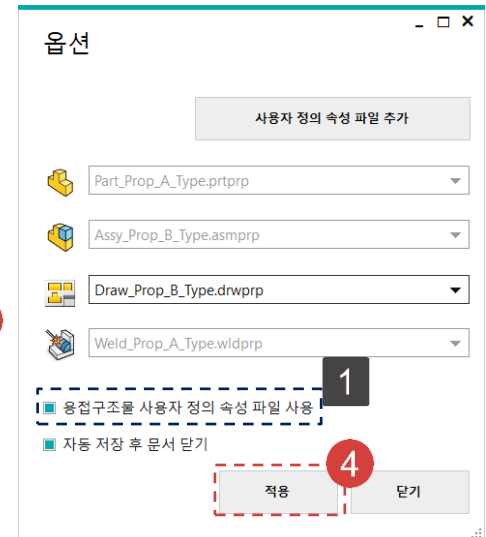 옵션
사용자 정의 속성 파일 추가
Part_Prop_A_Type.prtprp
Assy_Prop_B_Type.asmprp
Draw_Prop_B_Type.drwprp
Weld_Prop_A_Type.wldprp
1
용접구조물 사용자 정의 속성 파일 사용
자동 저장 후 문서 닫기
4
적용 닫기